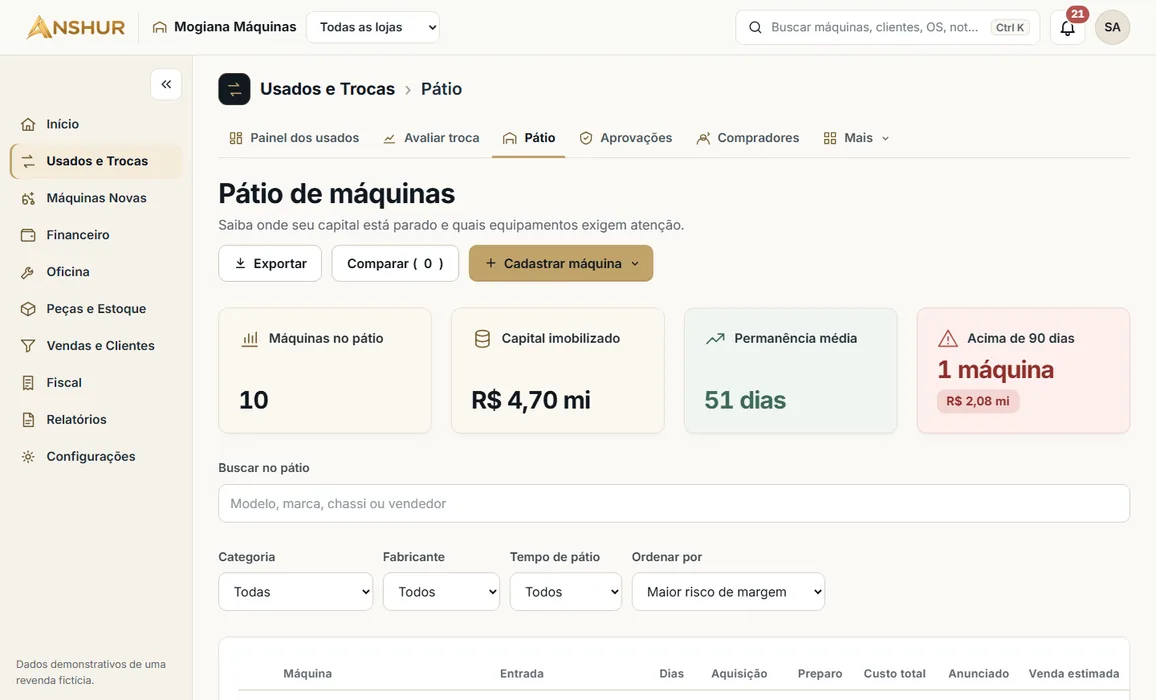 ANSHUR
Mogiana Máquinas
Todas as lojas
Buscar máquinas, clientes, OS, not...
Ctrl K
21
SA
Início
Usados e Trocas
Máquinas Novas
Financeiro
Oficina
Peças e Estoque
Vendas e Clientes
Fiscal
Relatórios
Configurações
Dados demonstrativos de uma
revenda fictícia.
Usados e Trocas › Pátio
Painel dos usados
Avaliar troca
Pátio
Aprovações
Compradores
Mais
Pátio de máquinas
Saiba onde seu capital está parado e quais equipamentos exigem atenção.
Exportar
Comparar ( 0 )
+ Cadastrar máquina
Máquinas no pátio
10
Capital imobilizado
R$ 4,70 mi
Permanência média
51 dias
Acima de 90 dias
1 máquina
R$ 2,08 mi
Buscar no pátio
Modelo, marca, chassi ou vendedor
Categoria
Todas
Fabricante
Todos
Tempo de pátio
Todos
Ordenar por
Maior risco de margem
Máquina Entrada Dias Aquisição Preparo Custo total Anunciado Venda estimada